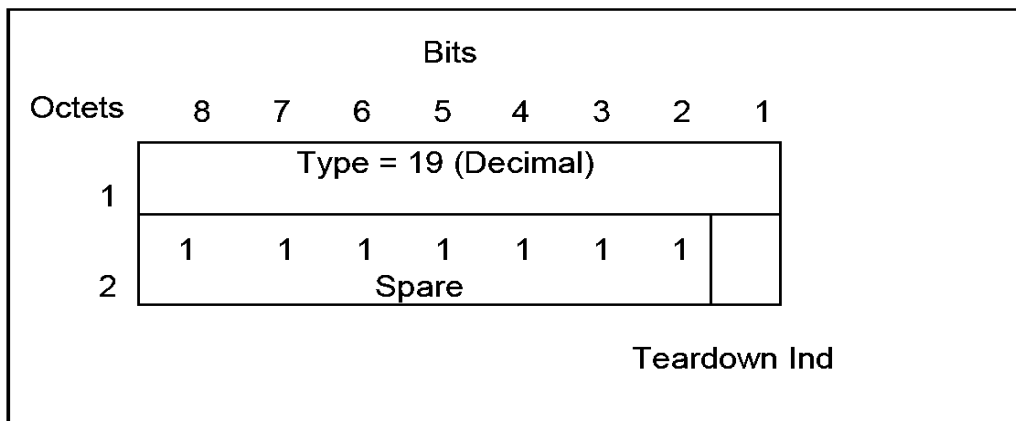 Bits
Octets 8 7 6 5 4 3 2 1
Type = 19 (Decimal)
1
1 1 1 1 1 1 1
2 Spare
Teardown Ind